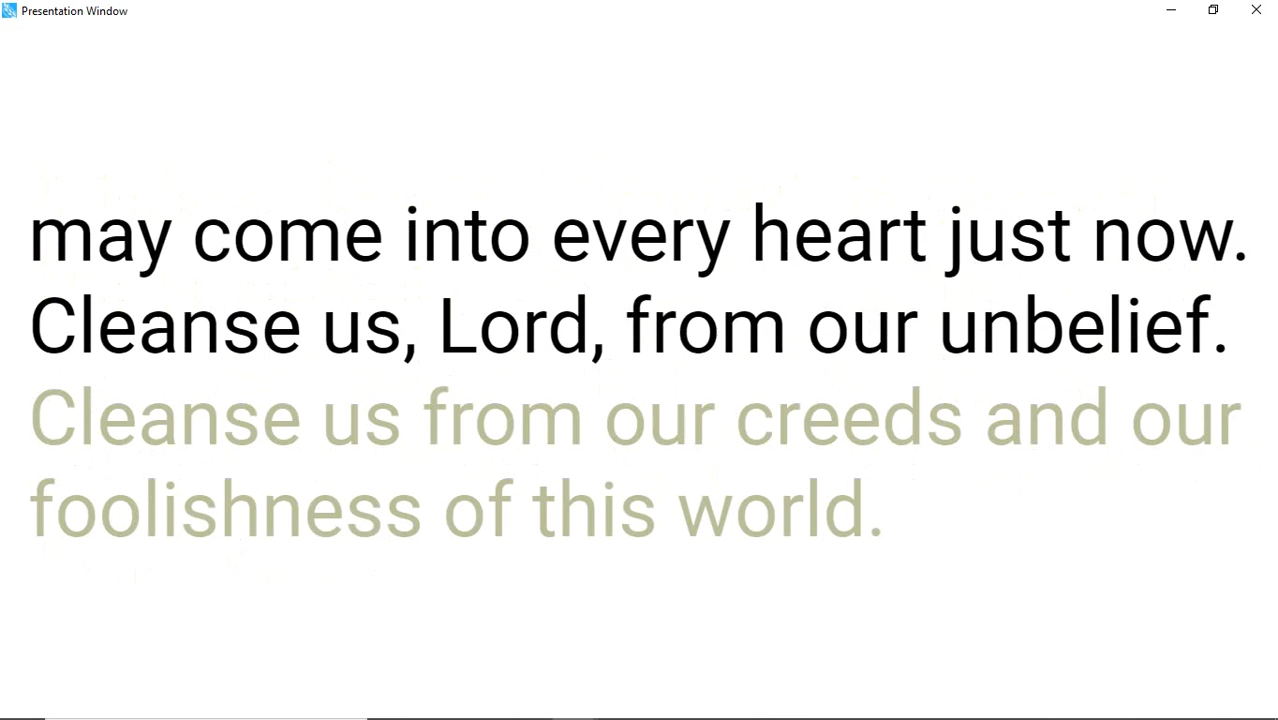 Presentation Window
may come into every heart just now.
Cleanse us, Lord, from our unbelief.
Cleanse us from our creeds and our
foolishness of this world.